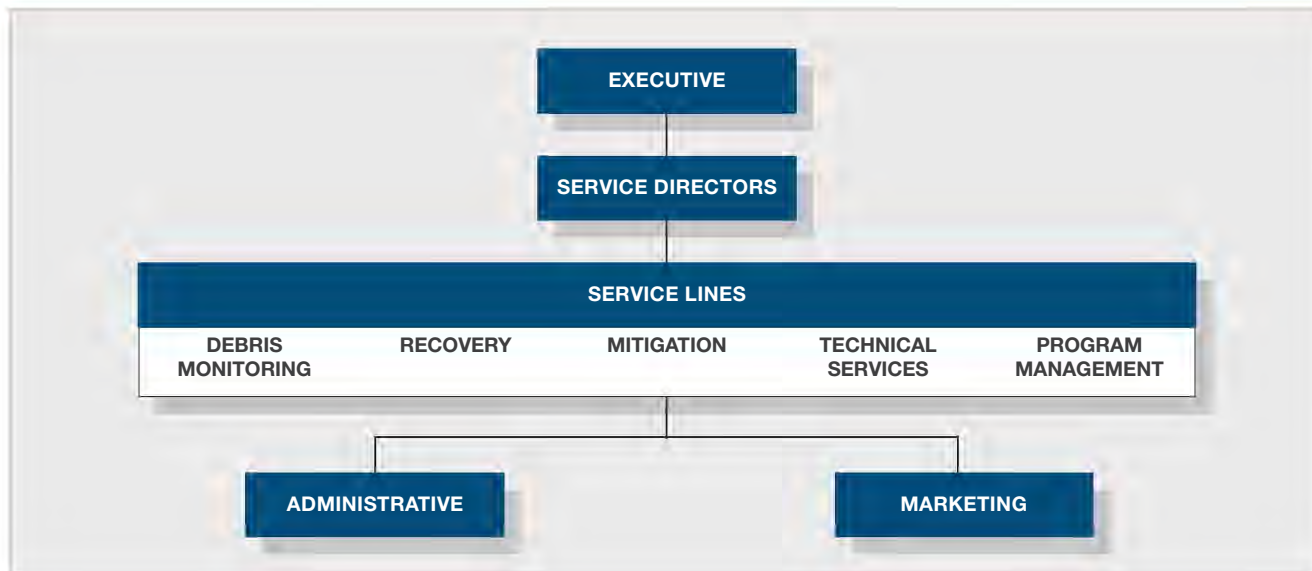 EXECUTIVE
SERVICE DIRECTORS
SERVICE LINES
DEBRIS
MONITORING
RECOVERY
MITIGATION
TECHNICAL
SERVICES
PROGRAM
MANAGEMENT
ADMINISTRATIVE
MARKETING